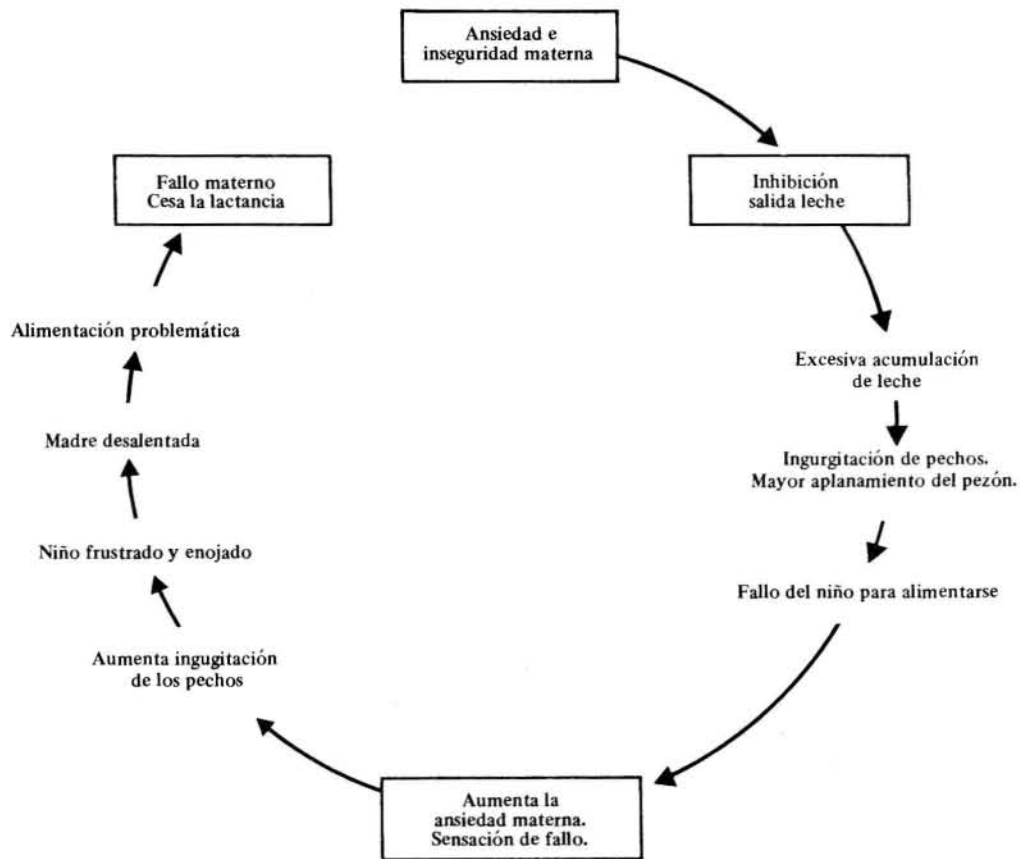 Ansiedad e
inseguridad materna
Inhibición
salida leche
Excesiva acumulación
de leche
Ingurgitación de pechos.
Mayor aplanamiento del pezón.
Fallo del niño para alimentarse
Aumenta la
ansiedad materna.
Sensación de fallo.
Aumenta ingugitación
de los pechos
Niño frustrado y enojado
Madre desalentada
Alimentación problemática
Fallo materno
Cesa la lactancia